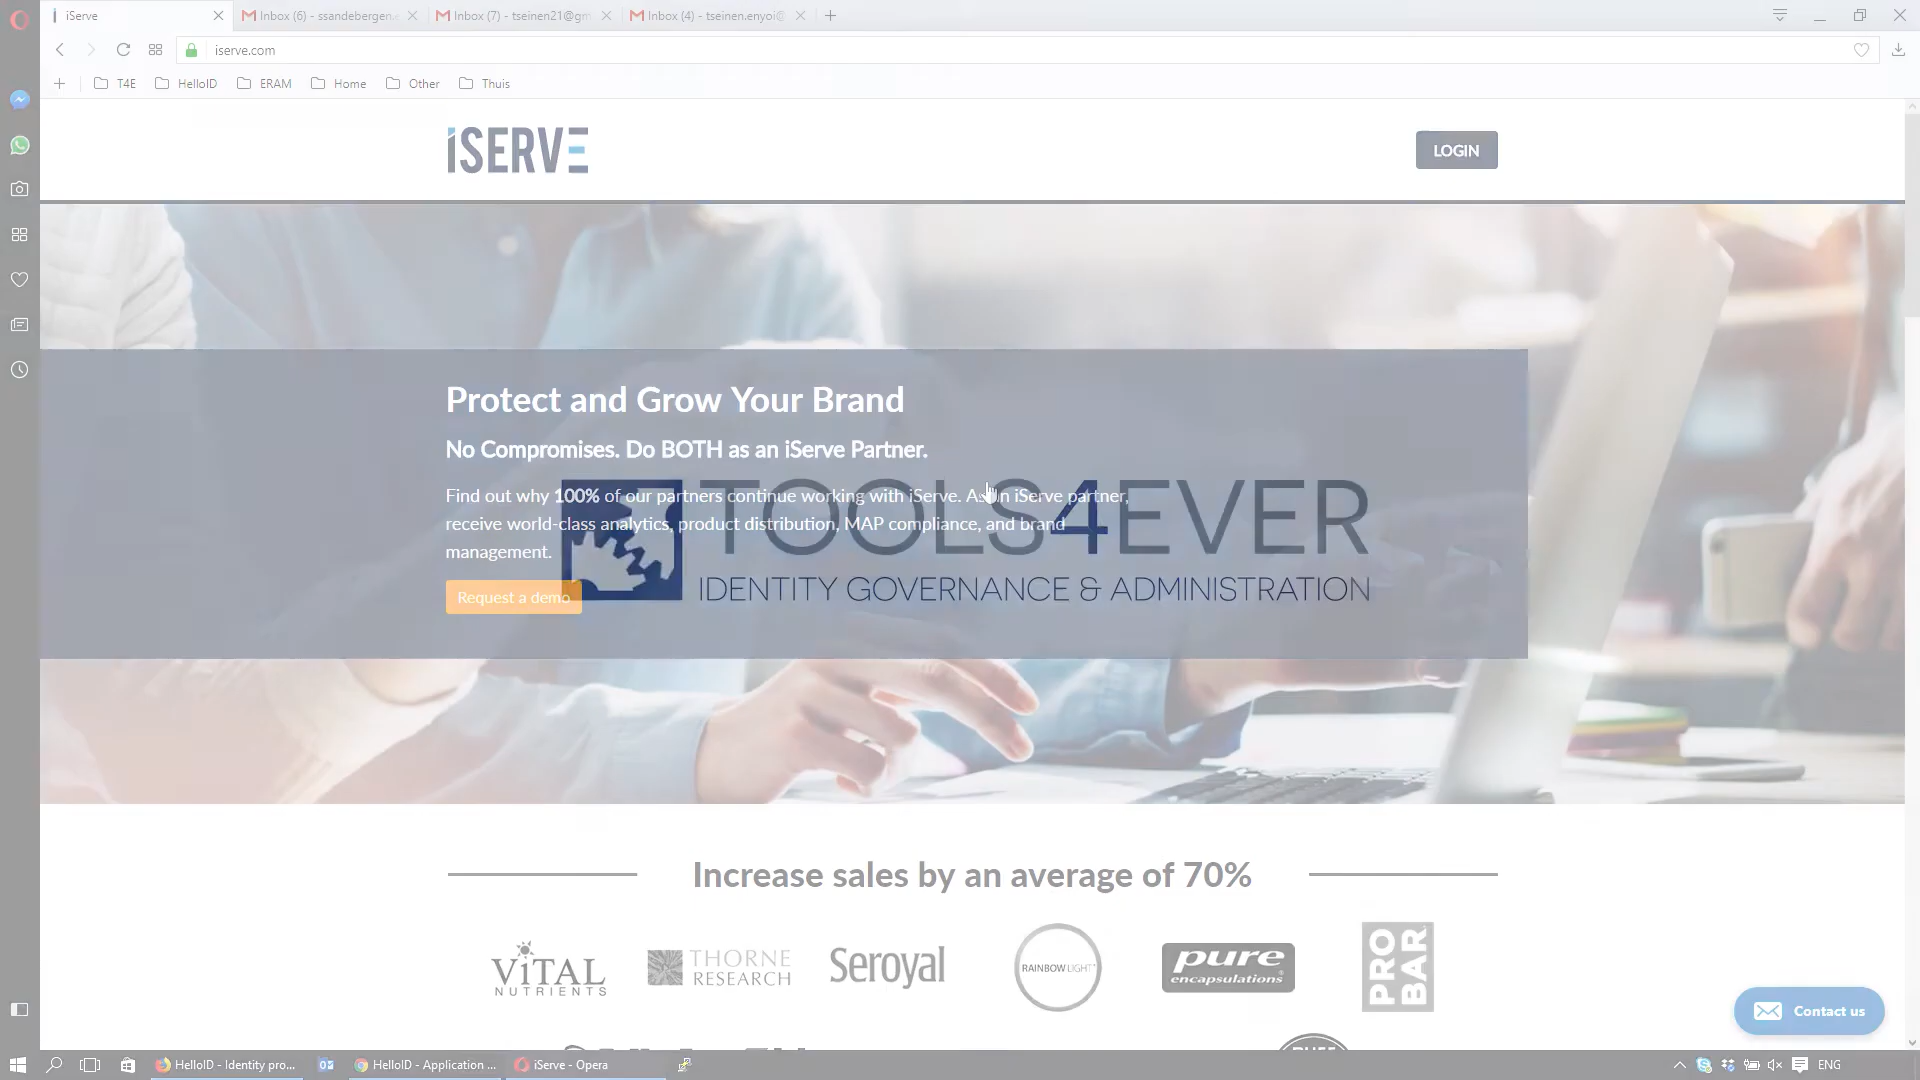 iServe
Inbox (6) - ssandebergen.e
Inbox (7) - tseinen21@gm
Inbox (4) - tseinen.enyoi@
iserve.com
T4E
HelloID
ERAM
Home
Other
Thuis
iSERVE
LOGIN
Protect and Grow Your Brand
No Compromises. Do BOTH as an iServe Partner.
Find out why 100% of our partners continue working with iServe. As an iServe partner,
receive world-class analytics, product distribution, MAP compliance, and brand
management.
Request a demo
TOOLS4EVER
IDENTITY GOVERNANCE & ADMINISTRATION
Increase sales by an average of 70%
ViTAL
NUTRIENTS
THORNE
RESEARCH
Seroyal
RAINBOW LIGHT
pure
encapsulations
PRO
BAR
Contact us
HelloID - Identity pro...
HelloID - Application ...
iServe - Opera
ENG